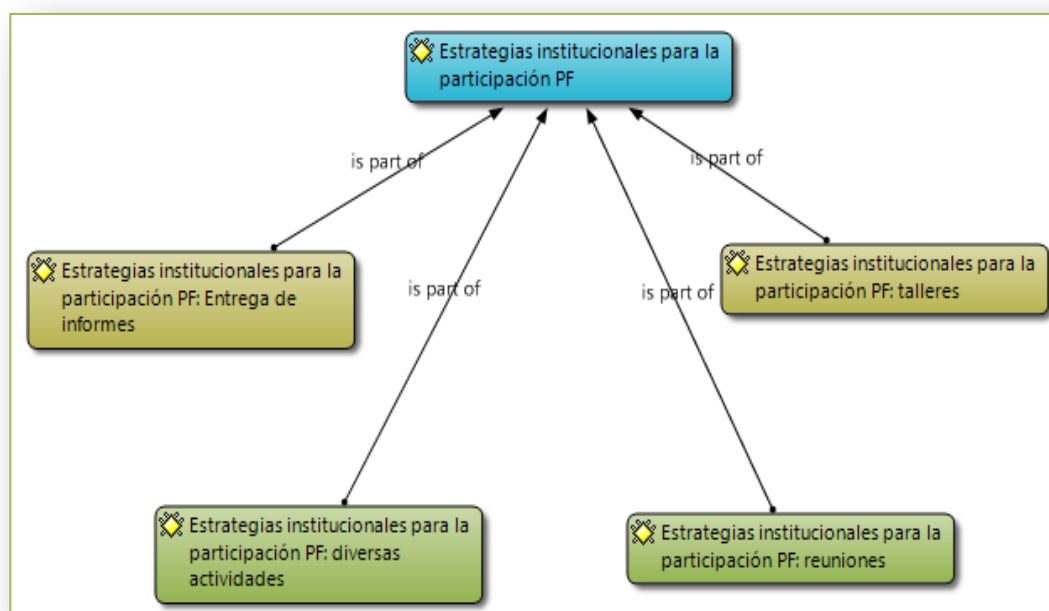 Estrategias institucionales para la
participación PF
is part of
is part of
Estrategias institucionales para la
participación PF: Entrega de
informes
Estrategias institucionales para la
participación PF: talleres
is part of
is part of
Estrategias institucionales para la
participación PF: diversas
actividades
Estrategias institucionales para la
participación PF: reuniones